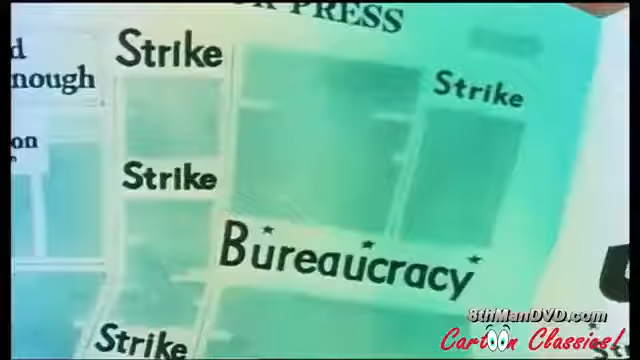 PRESS
d
nough
Strike
Strike
on
Strike
Bureaucracy
Strike
8thManDVD.com
Cartoon Classics!